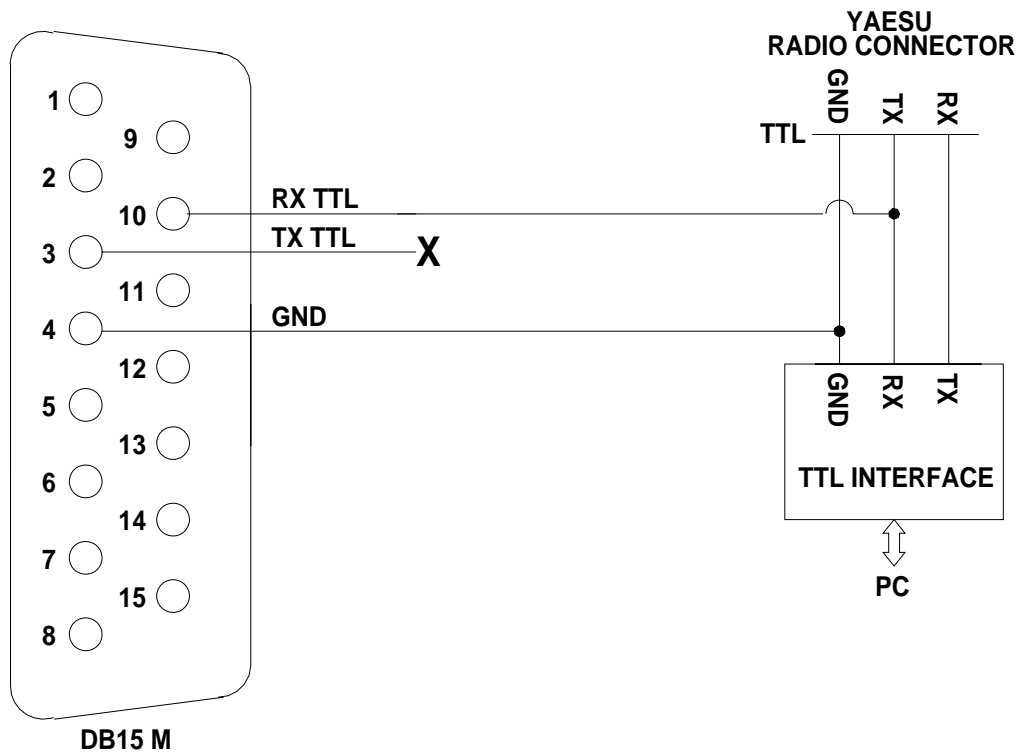 YAESU
RADIO CONNECTOR
GND TX RX
TTL
1
9
2
10
RX TTL
3
TX TTL
X
11
4
GND
12
5
GND RX TX
13
6
TTL INTERFACE
14
7
PC
15
8
DB15 M